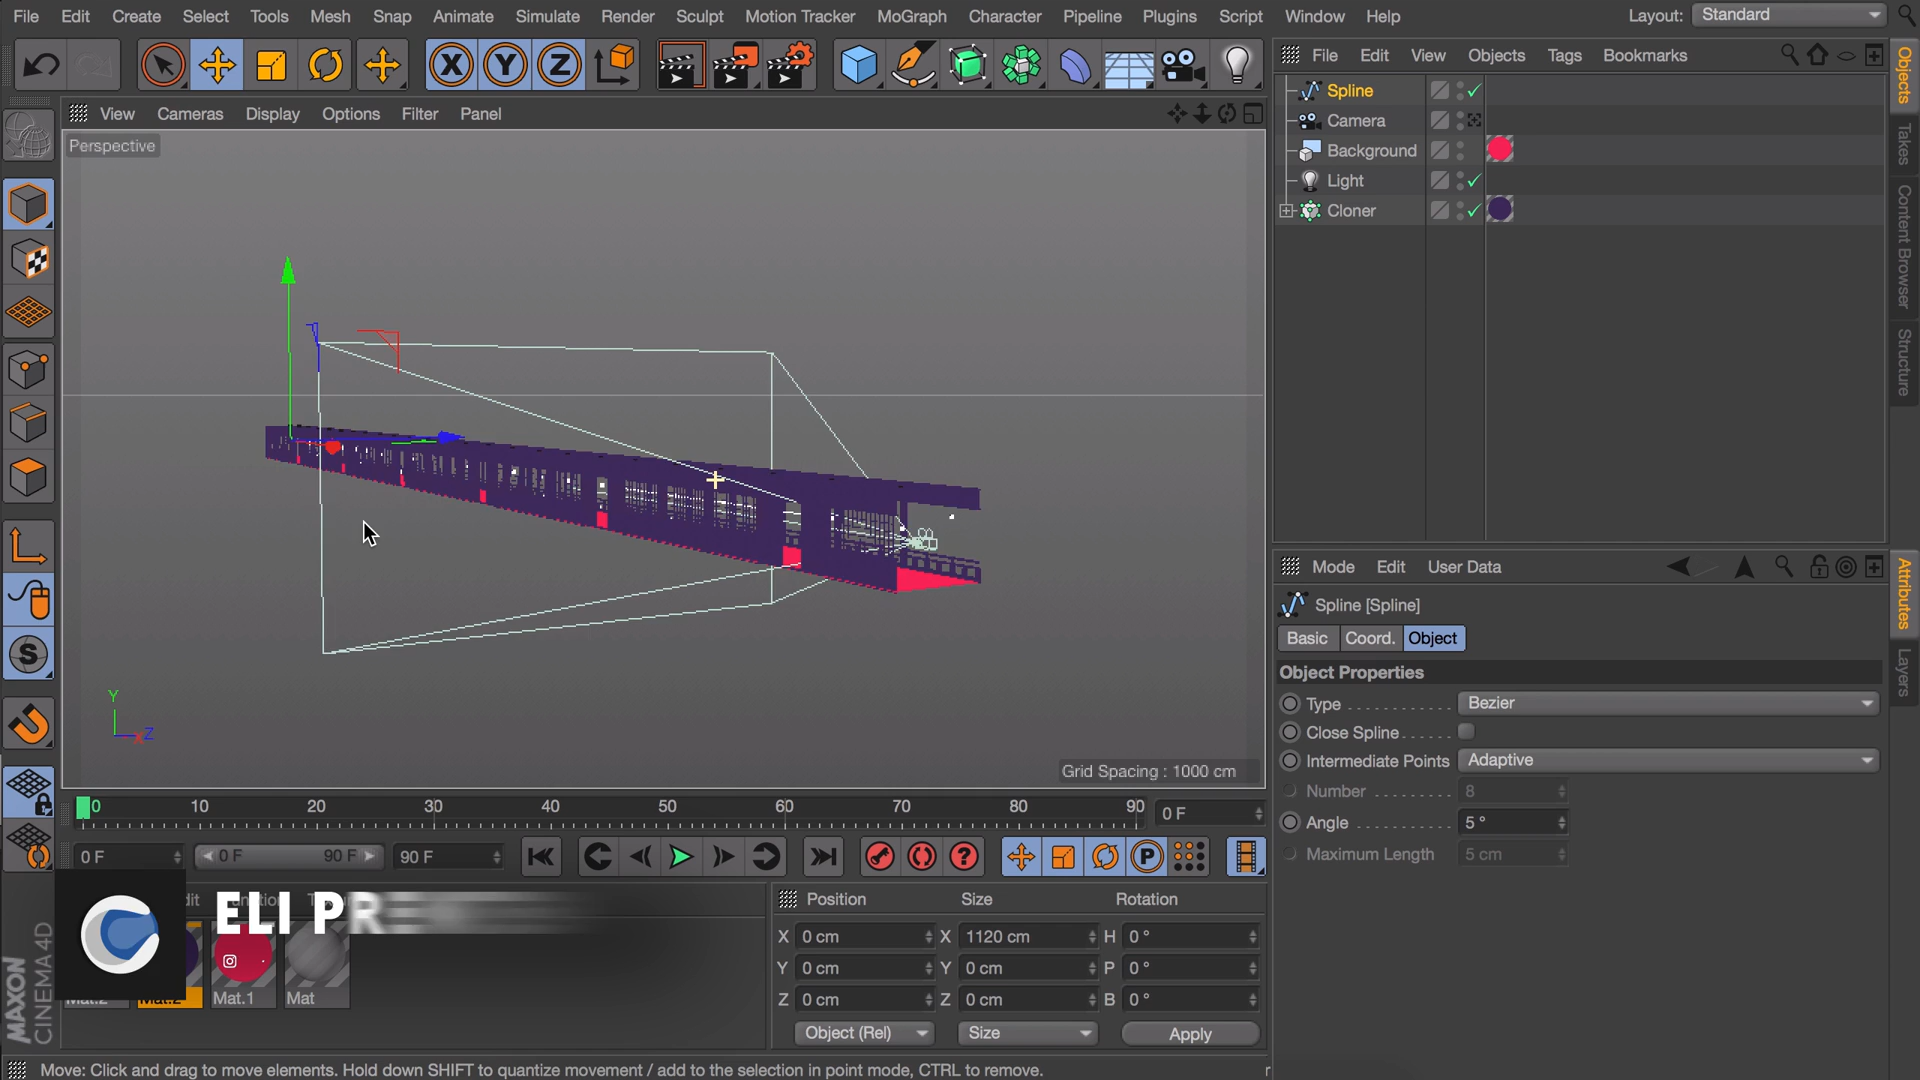 File Edit Create Select Tools Mesh Snap Animate Simulate Render Sculpt Motion Tracker MoGraph Character Pipeline Plugins Script Window Help
Layout: Standard
File Edit View Objects Tags Bookmarks
View Cameras Display Options Filter Panel
Perspective
Spline
Camera
Background
Light
Cloner
Objects
Takes
Content Browser
Structure
Mode Edit User Data
Spline [Spline]
Basic Coord. Object
Object Properties
Type Bezier
Close Spline
Intermediate Points Adaptive
Number 8
Angle 5 °
Maximum Length 5 cm
Attributes
Layers
Y
Z
Grid Spacing : 1000 cm
0 10 20 30 40 50 60 70 80 90 0 F
0 F 0 F 90 F 90 F
ELI PR
Mat.1 Mat
MAXON
CINEMA 4D
Position Size Rotation
X 0 cm X 1120 cm H 0 °
Y 0 cm Y 0 cm P 0 °
Z 0 cm Z 0 cm B 0 °
Object (Rel) Size Apply
Move: Click and drag to move elements. Hold down SHIFT to quantize movement / add to the selection in point mode, CTRL to remove.